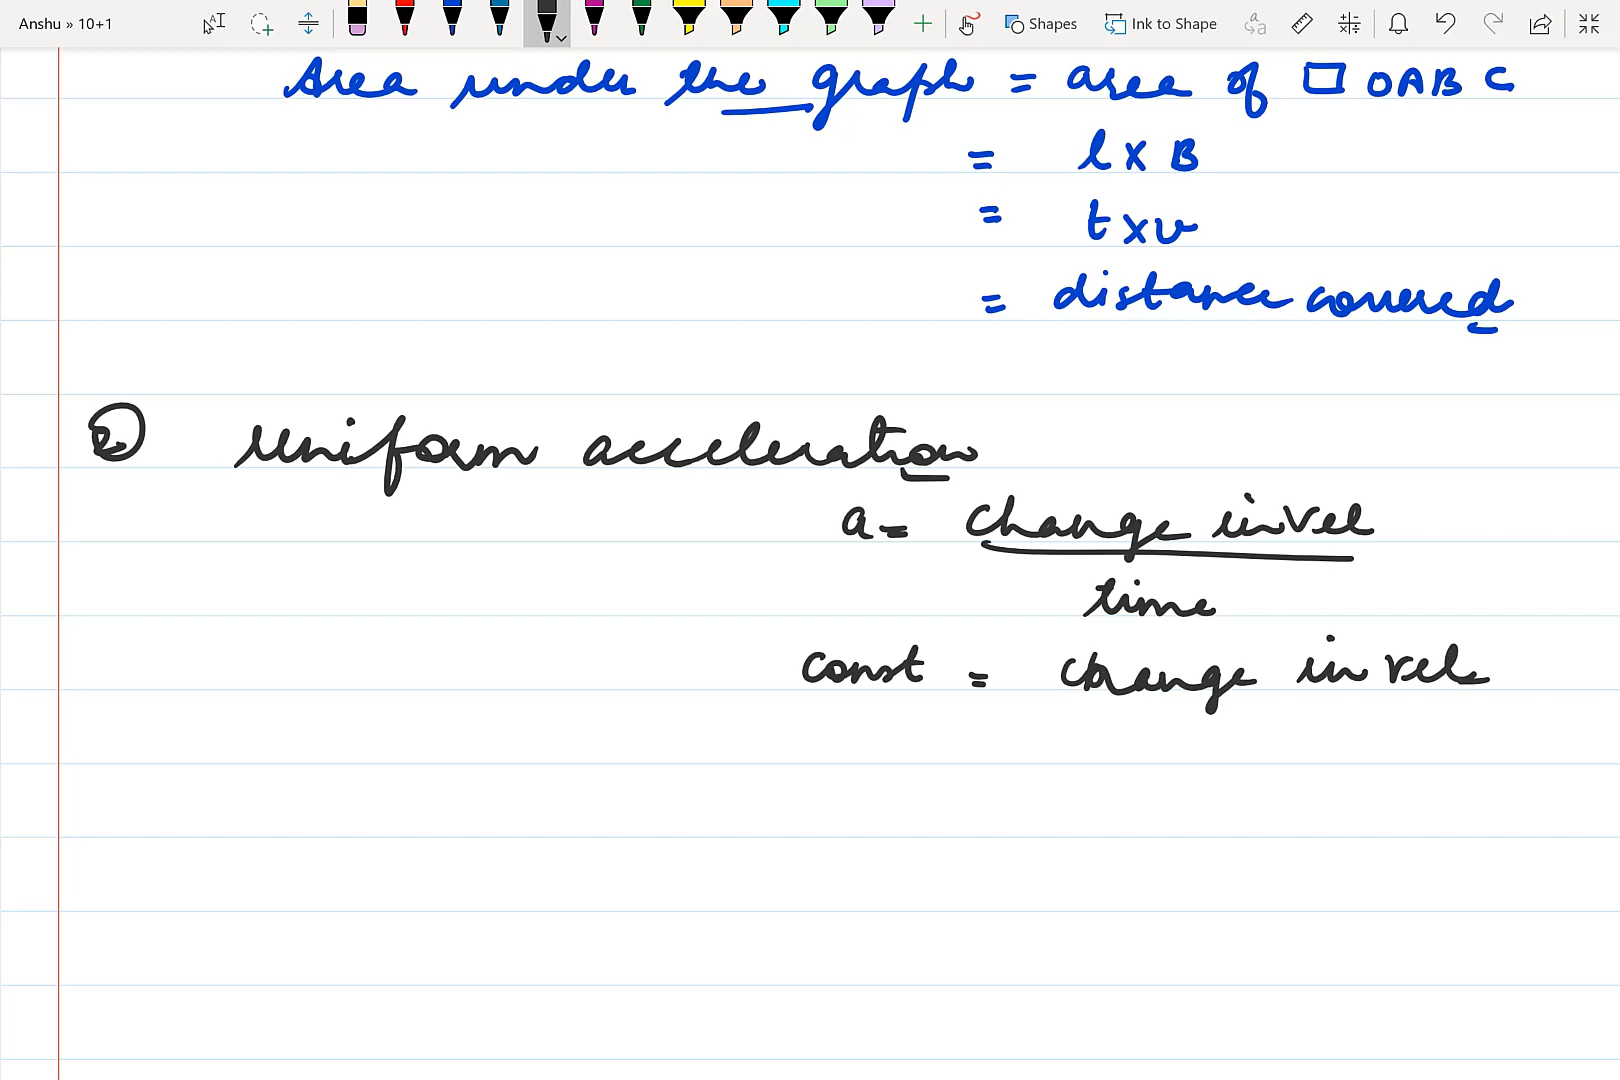 Anshu » 10+1 Shapes Ink to Shape
Area under the graph = area of □ OABC
= l × B
= t × v
= distance covered
② Uniform acceleration
a = change in vel
time
const = change in vel